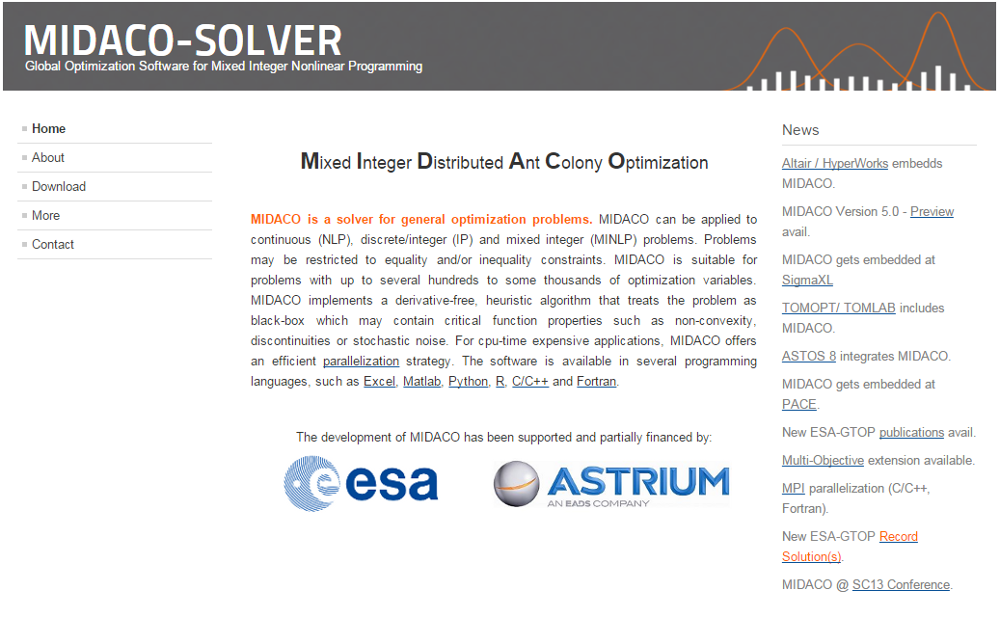 MIDACO-SOLVER
Global Optimization Software for Mixed Integer Nonlinear Programming
Home
About
Download
More
Contact
Mixed Integer Distributed Ant Colony Optimization
MIDACO is a solver for general optimization problems. MIDACO can be applied to
continuous (NLP), discrete/integer (IP) and mixed integer (MINLP) problems. Problems
may be restricted to equality and/or inequality constraints. MIDACO is suitable for
problems with up to several hundreds to some thousands of optimization variables.
MIDACO implements a derivative-free, heuristic algorithm that treats the problem as
black-box which may contain critical function properties such as non-convexity,
discontinuities or stochastic noise. For cpu-time expensive applications, MIDACO offers
an efficient parallelization strategy. The software is available in several programming
languages, such as Excel, Matlab, Python, R, C/C++ and Fortran.
The development of MIDACO has been supported and partially financed by:
esa
ASTRIUM
AN EADS COMPANY
News
Altair / HyperWorks embedds
MIDACO.
MIDACO Version 5.0 - Preview
avail.
MIDACO gets embedded at
SigmaXL
TOMOPT/ TOMLAB includes
MIDACO.
ASTOS 8 integrates MIDACO.
MIDACO gets embedded at
PACE.
New ESA-GTOP publications avail.
Multi-Objective extension available.
MPI parallelization (C/C++,
Fortran).
New ESA-GTOP Record
Solution(s).
MIDACO @ SC13 Conference.